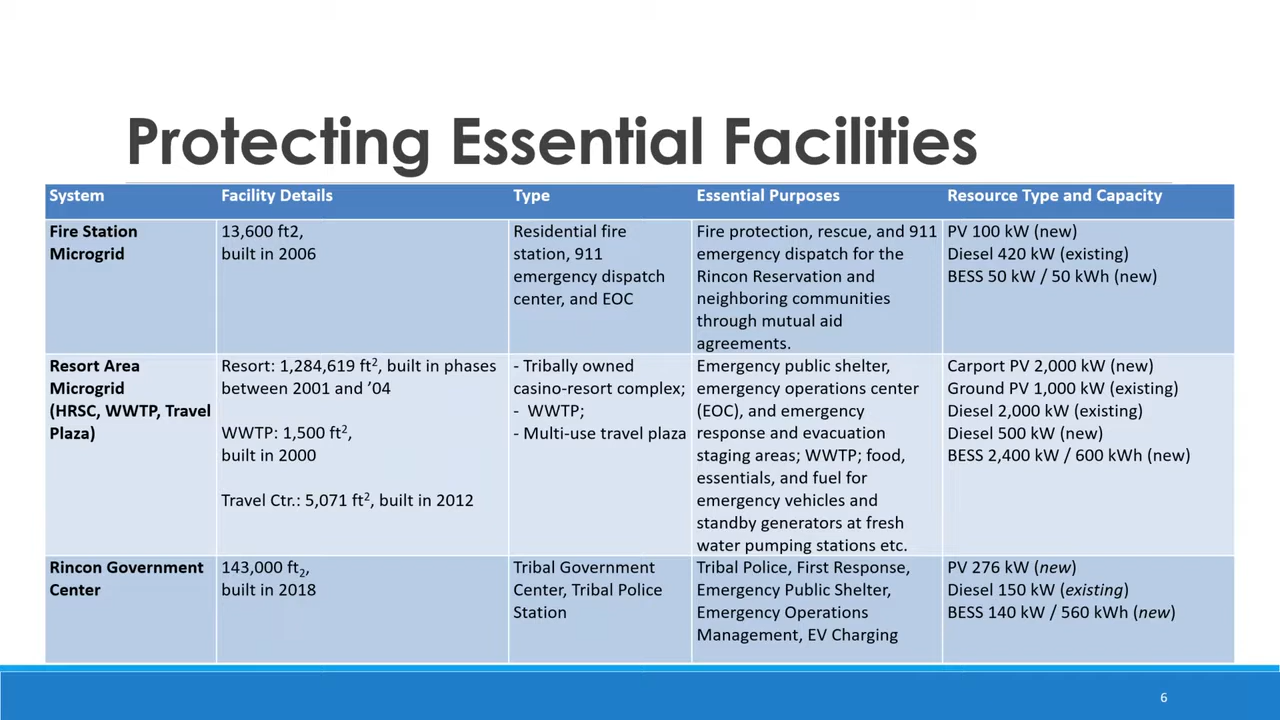 Protecting Essential Facilities
System
Facility Details
Type
Essential Purposes
Resource Type and Capacity
Fire Station
Microgrid
13,600 ft2,
built in 2006
Residential fire
station, 911
emergency dispatch
center, and EOC
Fire protection, rescue, and 911
emergency dispatch for the
Rincon Reservation and
neighboring communities
through mutual aid
agreements.
PV 100 kW (new)
Diesel 420 kW (existing)
BESS 50 kW / 50 kWh (new)
Resort Area
Microgrid
(HRSC, WWTP, Travel
Plaza)
Resort: 1,284,619 ft², built in phases
between 2001 and ’04
WWTP: 1,500 ft²,
built in 2000
Travel Ctr.: 5,071 ft², built in 2012
- Tribally owned
casino-resort complex;
- WWTP;
- Multi-use travel plaza
Emergency public shelter,
emergency operations center
(EOC), and emergency
response and evacuation
staging areas; WWTP; food,
essentials, and fuel for
emergency vehicles and
standby generators at fresh
water pumping stations etc.
Carport PV 2,000 kW (new)
Ground PV 1,000 kW (existing)
Diesel 2,000 kW (existing)
Diesel 500 kW (new)
BESS 2,400 kW / 600 kWh (new)
Rincon Government
Center
143,000 ft₂,
built in 2018
Tribal Government
Center, Tribal Police
Station
Tribal Police, First Response,
Emergency Public Shelter,
Emergency Operations
Management, EV Charging
PV 276 kW (new)
Diesel 150 kW (existing)
BESS 140 kW / 560 kWh (new)
6